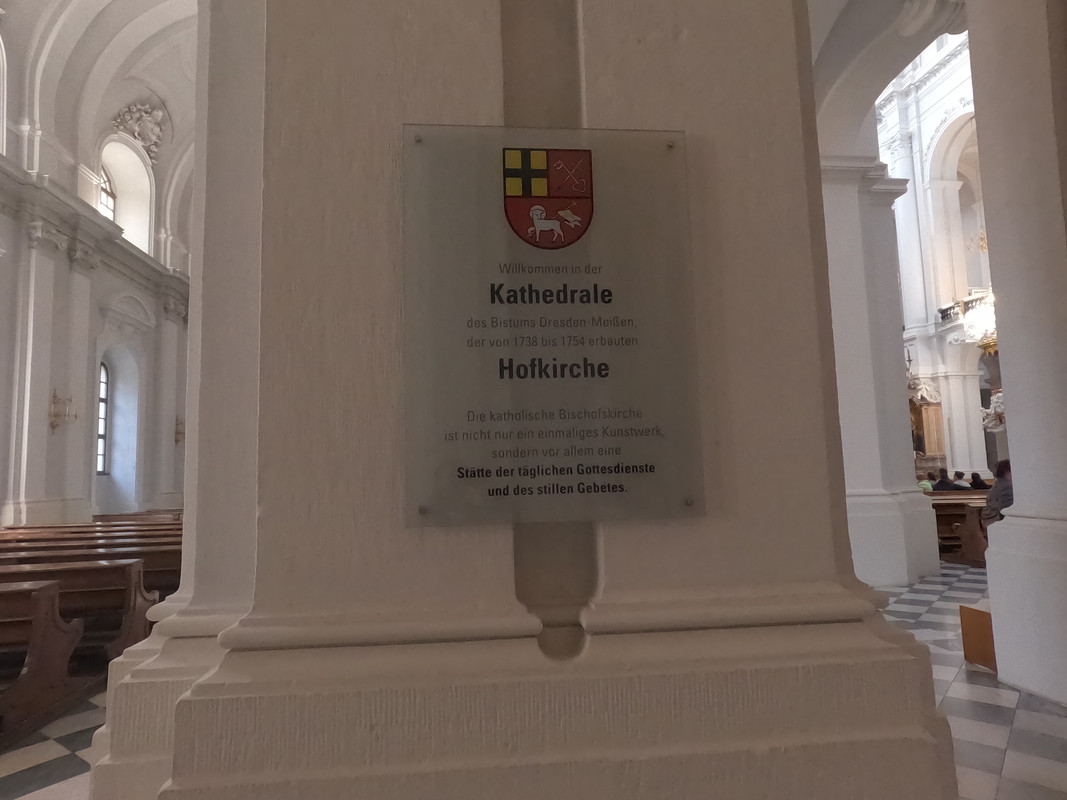 Willkommen in der
Kathedrale
des Bistums Dresden-Meißen,
der von 1738 bis 1754 erbauten
Hofkirche
Die katholische Bischofskirche
ist nicht nur ein einmaliges Kunstwerk,
sondern vor allem eine
Stätte der täglichen Gottesdienste
und des stillen Gebetes.